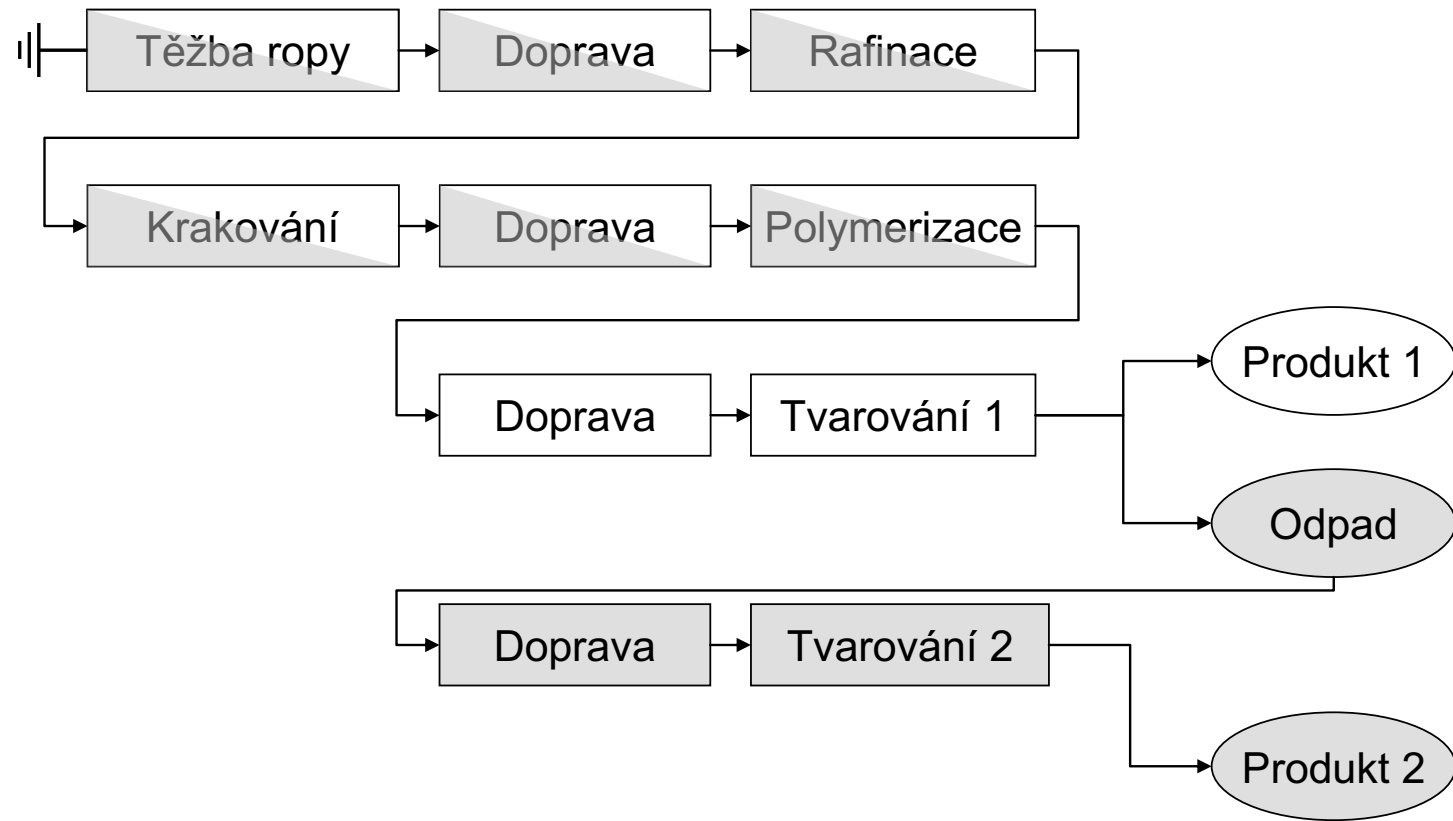 Těžba ropy
Doprava
Rafinace
Krakování
Doprava
Polymerizace
Doprava
Tvarování 1
Produkt 1
Odpad
Doprava
Tvarování 2
Produkt 2